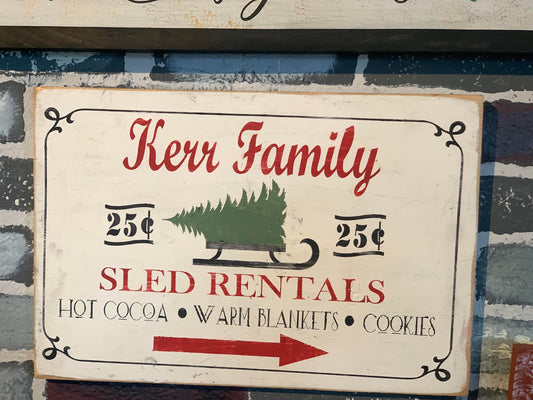 Kerr Family
25¢ 25¢
SLED RENTALS
HOT COCOA • WARM BLANKETS • COOKIES